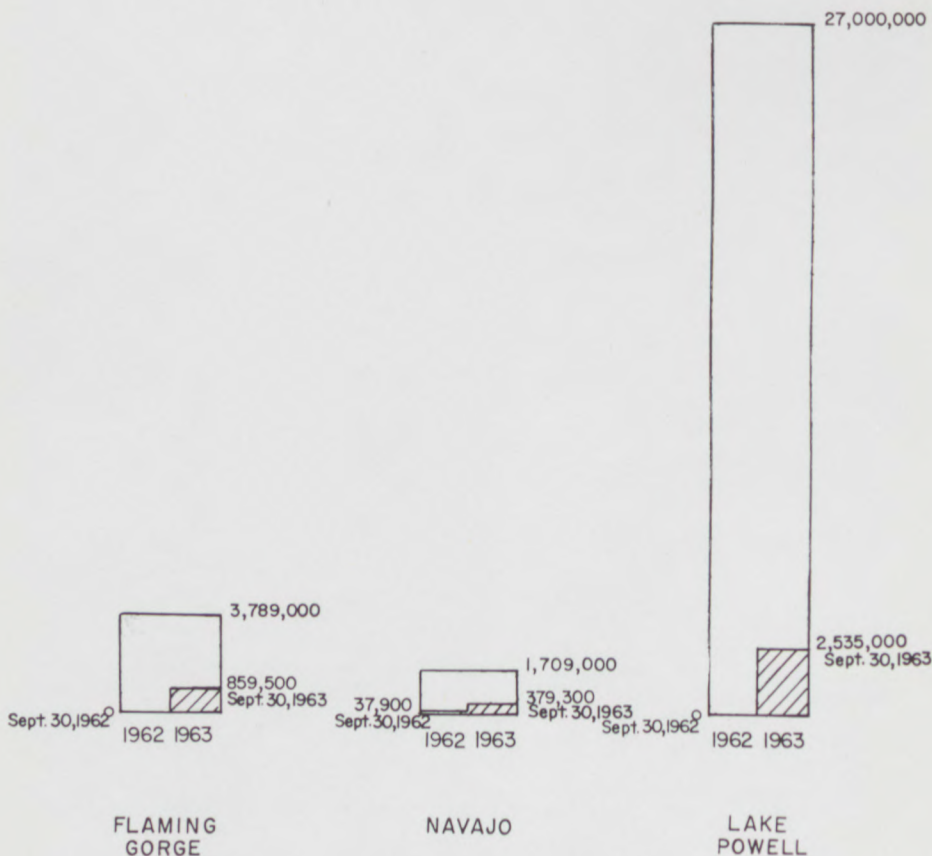 27,000,000
3,789,000
859,500
Sept. 30,1963
O
Sept. 30,1962
1962 1963
FLAMING
GORGE
1,709,000
37,900
Sept. 30,1962
379,300
Sept. 30,1963
1962 1963
NAVAJO
2,535,000
Sept. 30,1963
O
Sept. 30,1962
1962 1963
LAKE
POWELL